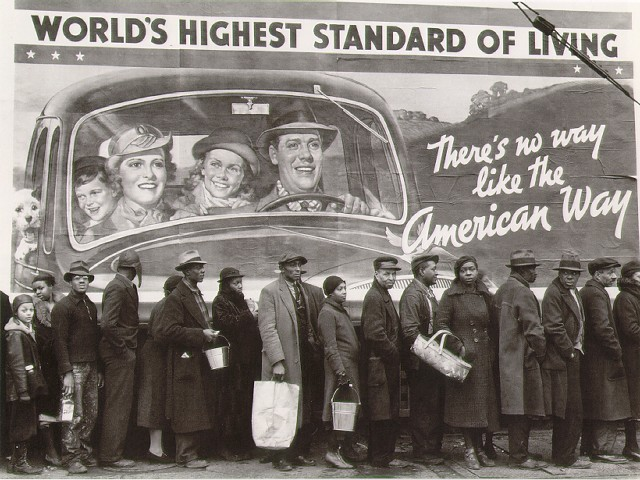 WORLD'S HIGHEST STANDARD OF LIVING
There's no way
like the
American Way